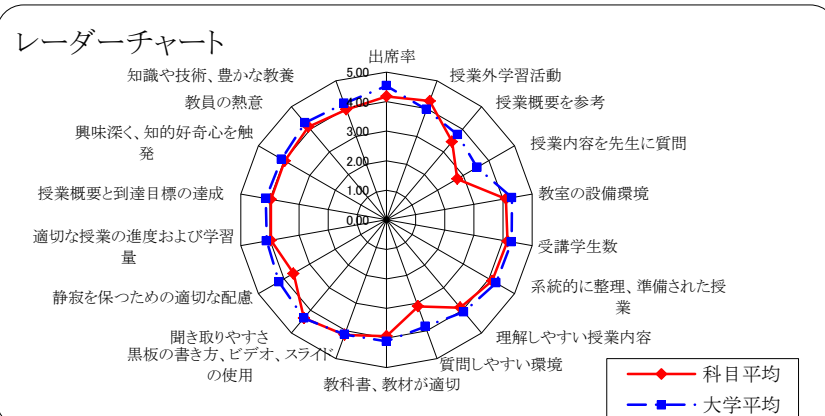 レーダーチャート
出席率
授業外学習活動
授業概要を参考
授業内容を先生に質問
教室の設備環境
受講学生数
系統的に整理、準備された授
業
理解しやすい授業内容
質問しやすい環境
教科書、教材が適切
黒板の書き方、ビデオ、スライド
の使用
聞き取りやすさ
静寂を保つための適切な配慮
適切な授業の進度および学習
量
授業概要と到達目標の達成
興味深く、知的好奇心を触
発
教員の熱意
知識や技術、豊かな教養
5.00
4.00
3.00
2.00
1.00
0.00
科目平均
大学平均